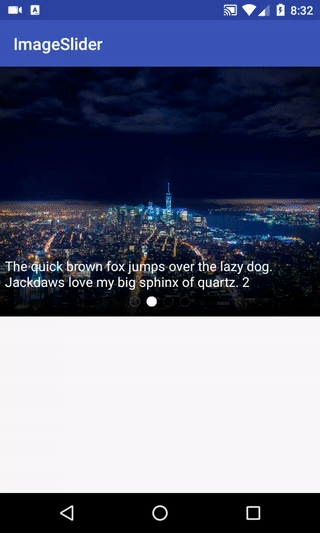 A
8:32
ImageSlider
The quick brown fox jumps over the lazy dog.
Jackdaws love my big sphinx of quartz. 2